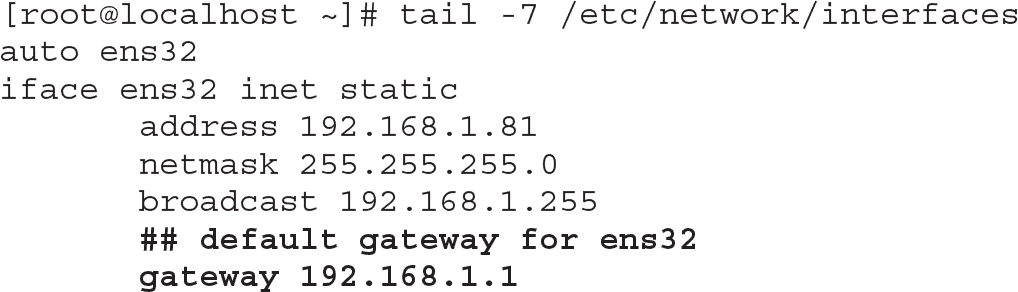 [root@localhost ~]# tail -7 /etc/network/interfaces
auto ens32
iface ens32 inet static
address 192.168.1.81
netmask 255.255.255.0
broadcast 192.168.1.255
## default gateway for ens32
gateway 192.168.1.1